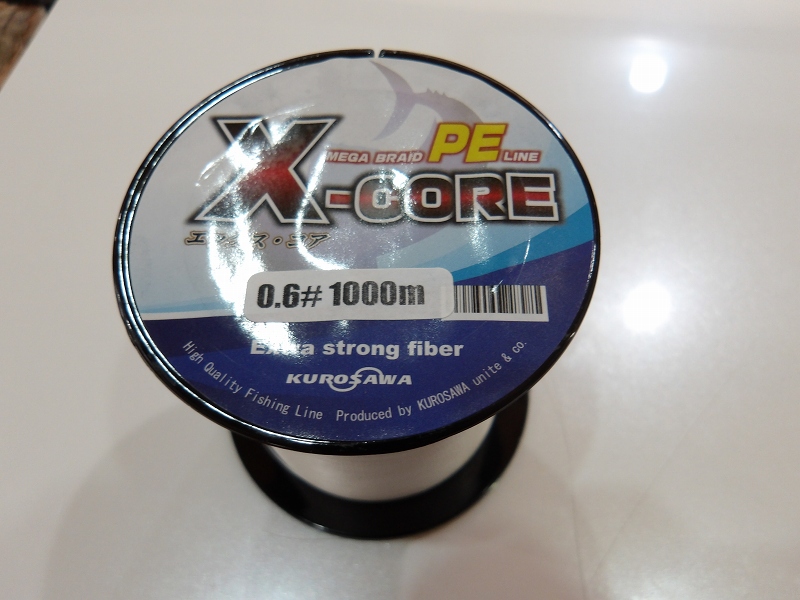 MEGA BRAID PE LINE
X-CORE
エックス・コア
0.6# 1000m
Extra strong fiber
KUROSAWA
High Quality Fishing Line Produced by KUROSAWA unite & co.